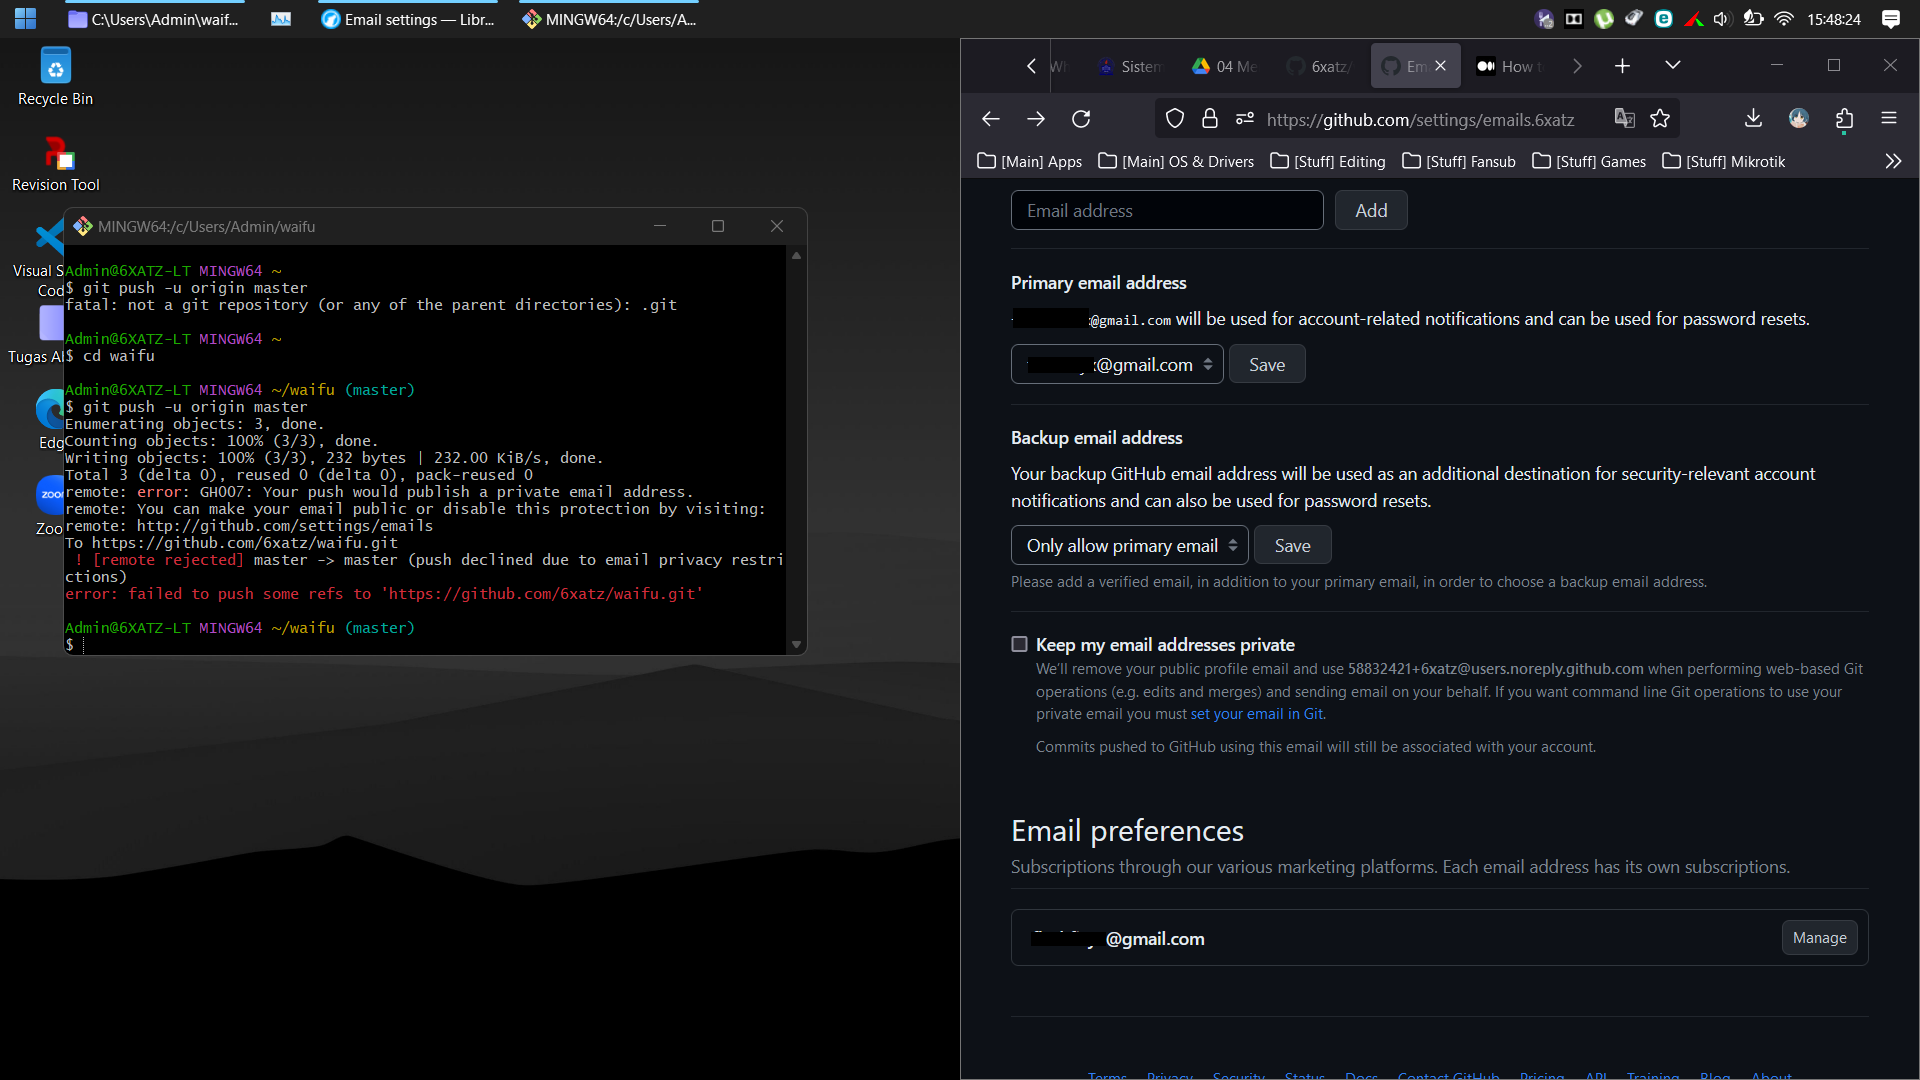 C:\Users\Admin\waif...
Email settings — Libr...
MINGW64:/c/Users/A...
15:48:24
Recycle Bin
Revision Tool
Visual S
Cod
Tugas Al
Edg
zoo
Zoo
MINGW64:/c/Users/Admin/waifu
Admin@6XATZ-LT MINGW64 ~
$ git push -u origin master
fatal: not a git repository (or any of the parent directories): .git
Admin@6XATZ-LT MINGW64 ~
$ cd waifu
Admin@6XATZ-LT MINGW64 ~/waifu (master)
$ git push -u origin master
Enumerating objects: 3, done.
Counting objects: 100% (3/3), done.
Writing objects: 100% (3/3), 232 bytes | 232.00 KiB/s, done.
Total 3 (delta 0), reused 0 (delta 0), pack-reused 0
remote: error: GH007: Your push would publish a private email address.
remote: You can make your email public or disable this protection by visiting:
remote: http://github.com/settings/emails
To https://github.com/6xatz/waifu.git
! [remote rejected] master -> master (push declined due to email privacy restri
ctions)
error: failed to push some refs to 'https://github.com/6xatz/waifu.git'
Admin@6XATZ-LT MINGW64 ~/waifu (master)
$
Sistem
04 Me
6xatz/
Em
How t
https://github.com/settings/emails.6xatz
[Main] Apps
[Main] OS & Drivers
[Stuff] Editing
[Stuff] Fansub
[Stuff] Games
[Stuff] Mikrotik
Email address
Add
Primary email address
@gmail.com will be used for account-related notifications and can be used for password resets.
@gmail.com
Save
Backup email address
Your backup GitHub email address will be used as an additional destination for security-relevant account
notifications and can also be used for password resets.
Only allow primary email
Save
Please add a verified email, in addition to your primary email, in order to choose a backup email address.
Keep my email addresses private
We'll remove your public profile email and use 58832421+6xatz@users.noreply.github.com when performing web-based Git
operations (e.g. edits and merges) and sending email on your behalf. If you want command line Git operations to use your
private email you must set your email in Git.
Commits pushed to GitHub using this email will still be associated with your account.
Email preferences
Subscriptions through our various marketing platforms. Each email address has its own subscriptions.
@gmail.com
Manage
Terms Privacy Security Status Docs Contact GitHub Pricing API Training Blog About